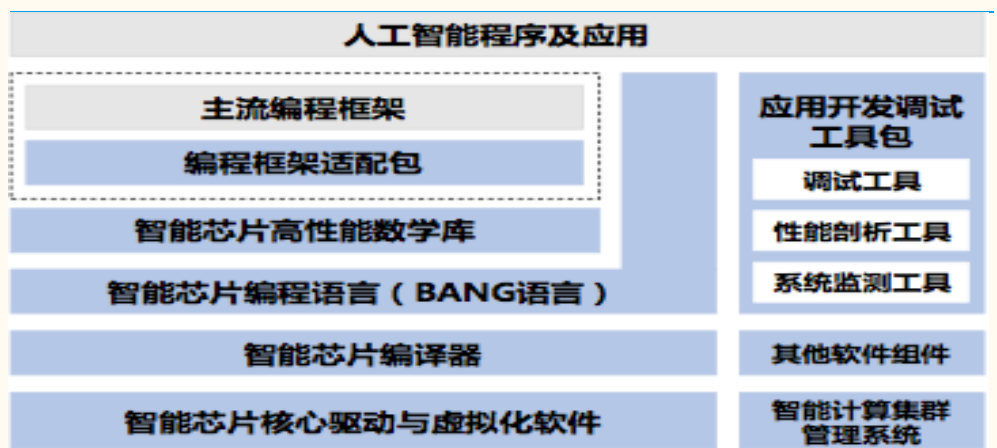 人工智能程序及应用
主流编程框架
编程框架适配包
智能芯片高性能数学库
智能芯片编程语言（BANG语言）
智能芯片编译器
智能芯片核心驱动与虚拟化软件
应用开发调试
工具包
调试工具
性能剖析工具
系统监测工具
其他软件组件
智能计算集群
管理系统